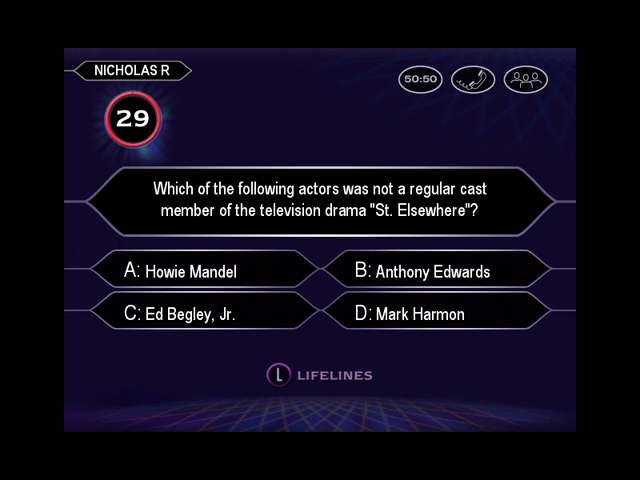 NICHOLAS R
50:50
29
Which of the following actors was not a regular cast
member of the television drama "St. Elsewhere"?
A: Howie Mandel
B: Anthony Edwards
C: Ed Begley, Jr.
D: Mark Harmon
L LIFELINES